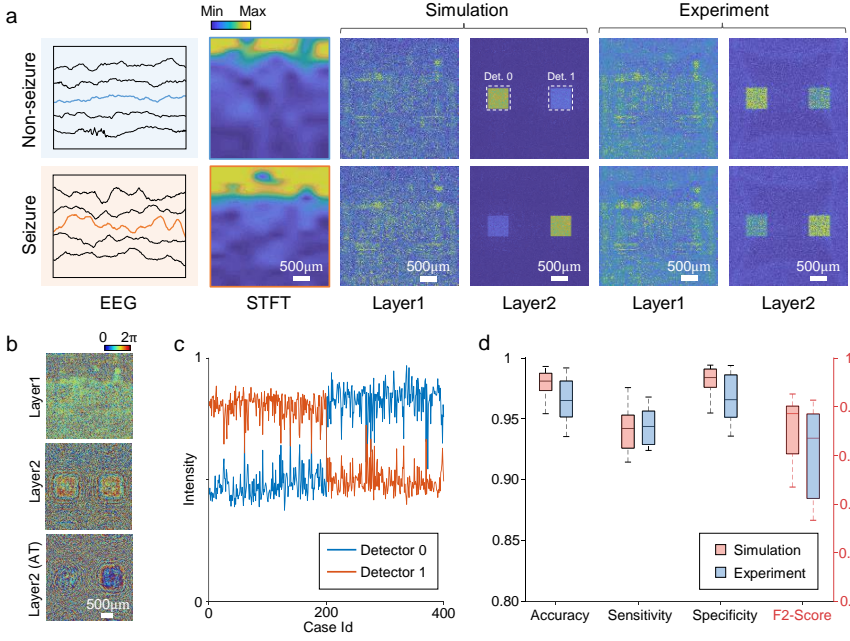 a
Min Max
Simulation
Experiment
Non-seizure
Det. 0
Det. 1
Seizure
500μm
500μm
500μm
500μm
500μm
EEG
STFT
Layer1
Layer2
Layer1
Layer2
b
0 2π
Layer1
Layer2
Layer2 (AT)
500μm
c
1
Intensity
0
200
400
1
Case Id
Detector 0
Detector 1
d
1
0.95
0.90
0.85
0.80
Accuracy
Sensitivity
Specificity
F2-Score
Simulation
Experiment